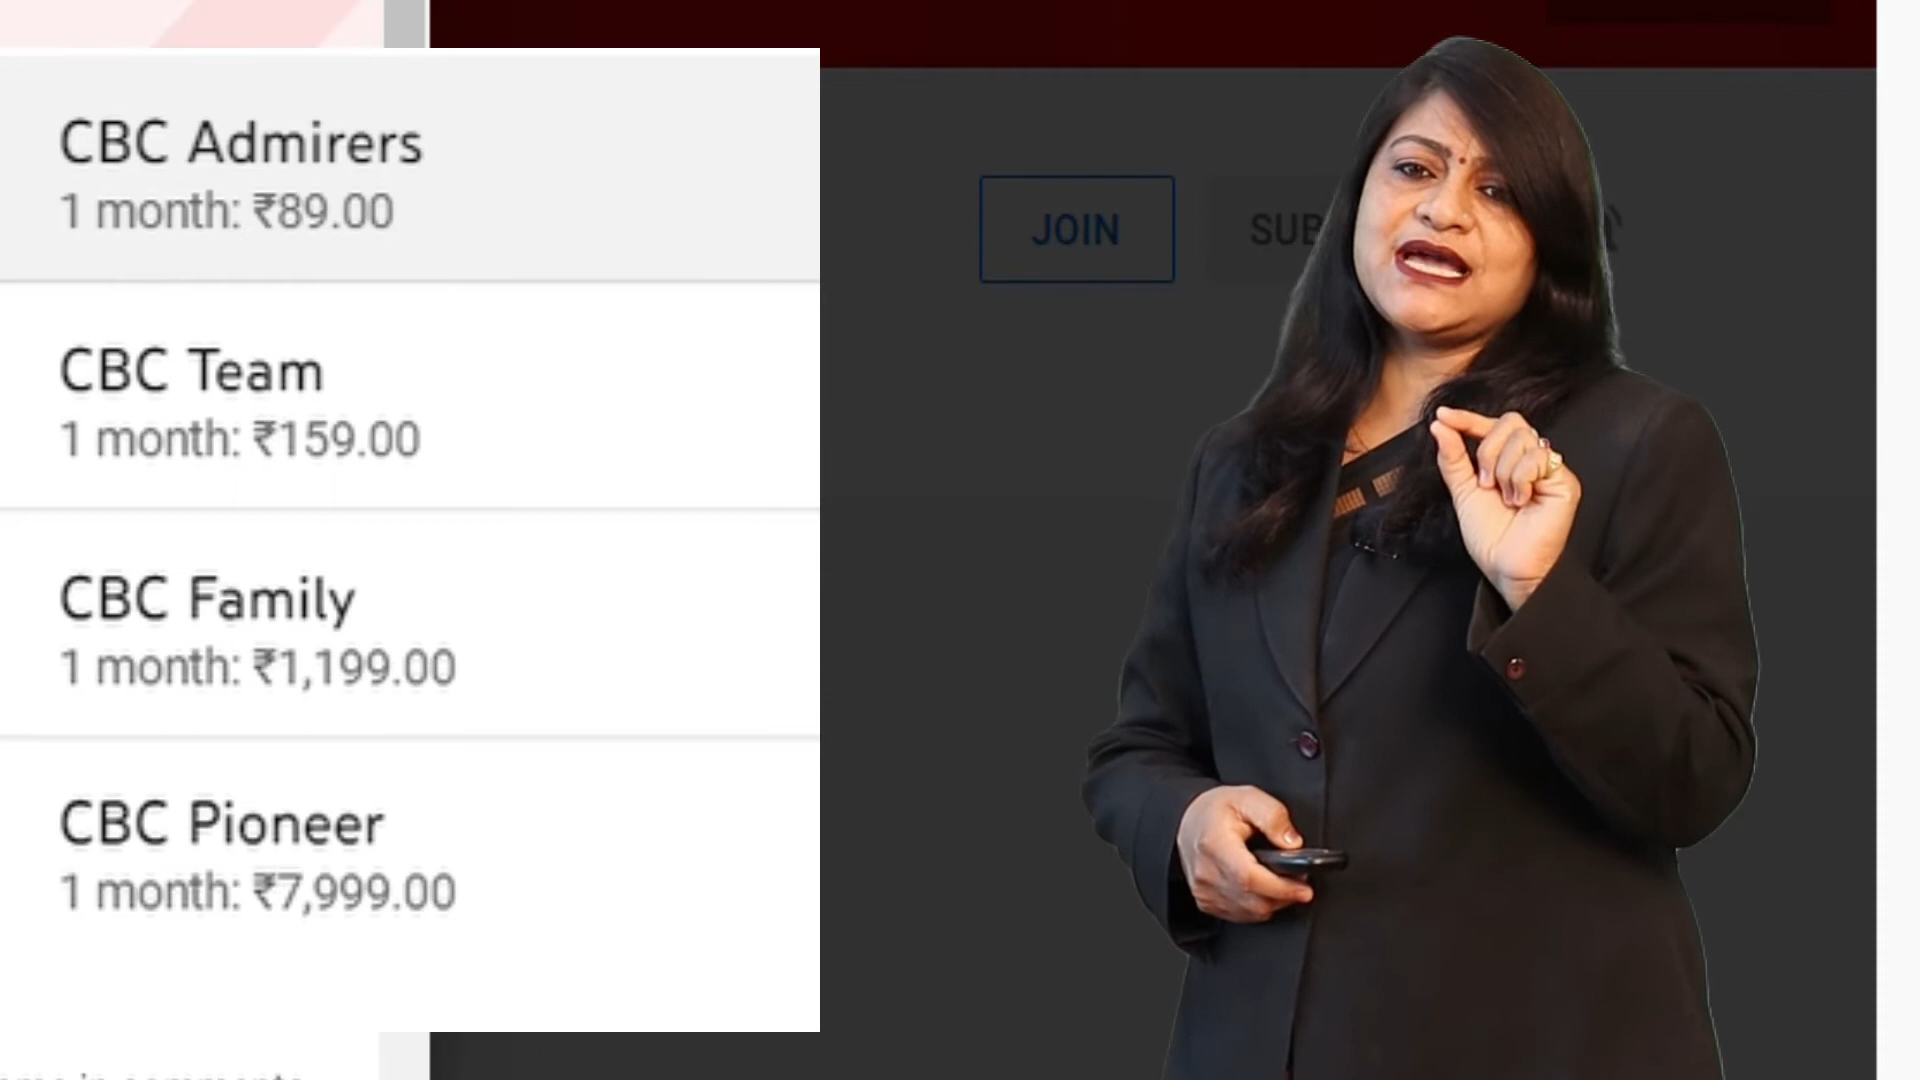 CBC Admirers
1 month: ₹89.00
CBC Team
1 month: ₹159.00
CBC Family
1 month: ₹1,199.00
CBC Pioneer
1 month: ₹7,999.00
JOIN